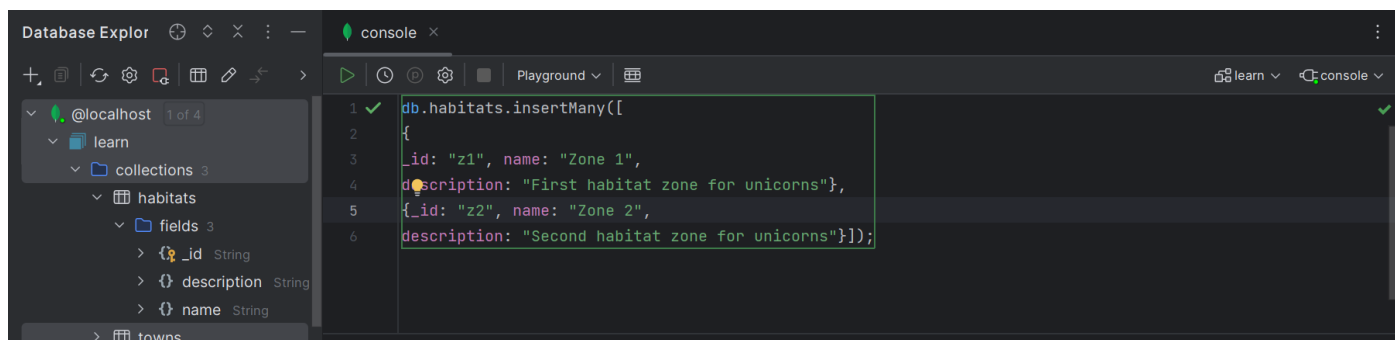 Database Explor
console
Playground
learn
console
@localhost 1 of 4
learn
collections 3
habitats
fields 3
_id String
description String
name String
towns
1 db.habitats.insertMany([
2 {
3 _id: "z1", name: "Zone 1",
4 description: "First habitat zone for unicorns"},
5 {_id: "z2", name: "Zone 2",
6 description: "Second habitat zone for unicorns"}]);